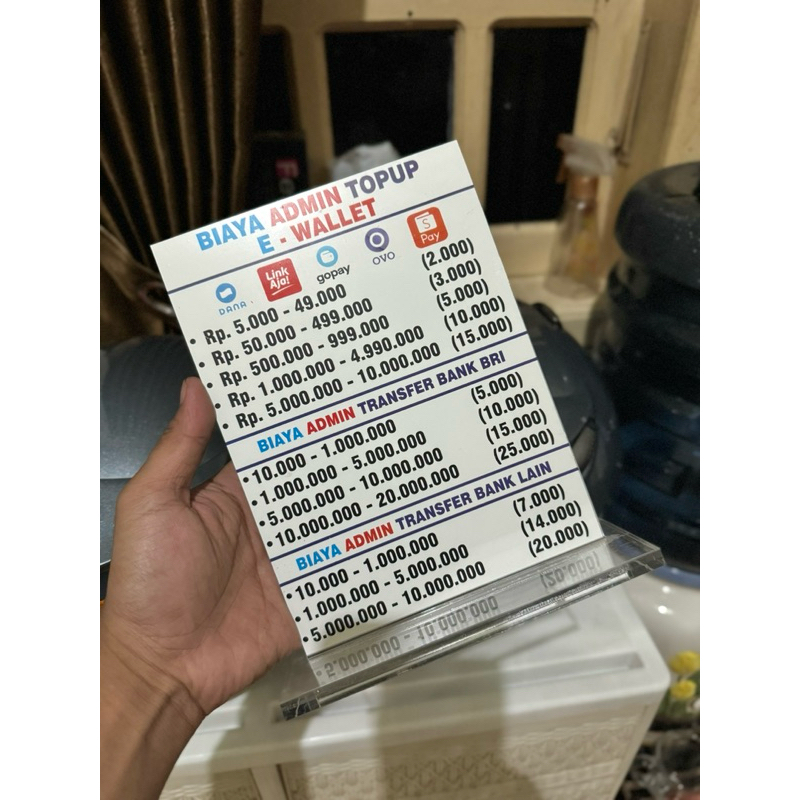 BIAYA ADMIN TOPUP
E - WALLET
DANA
Link Aja!
gopay
OVO
S Pay
• Rp. 5.000 - 49.000 (2.000)
• Rp. 50.000 - 499.000 (3.000)
• Rp. 500.000 - 999.000 (5.000)
• Rp. 1.000.000 - 4.990.000 (10.000)
• Rp. 5.000.000 - 10.000.000 (15.000)
BIAYA ADMIN TRANSFER BANK BRI
• 10.000 - 1.000.000 (5.000)
• 1.000.000 - 5.000.000 (10.000)
• 5.000.000 - 10.000.000 (15.000)
• 10.000.000 - 20.000.000 (25.000)
BIAYA ADMIN TRANSFER BANK LAIN
• 10.000 - 1.000.000 (7.000)
• 1.000.000 - 5.000.000 (14.000)
• 5.000.000 - 10.000.000 (20.000)